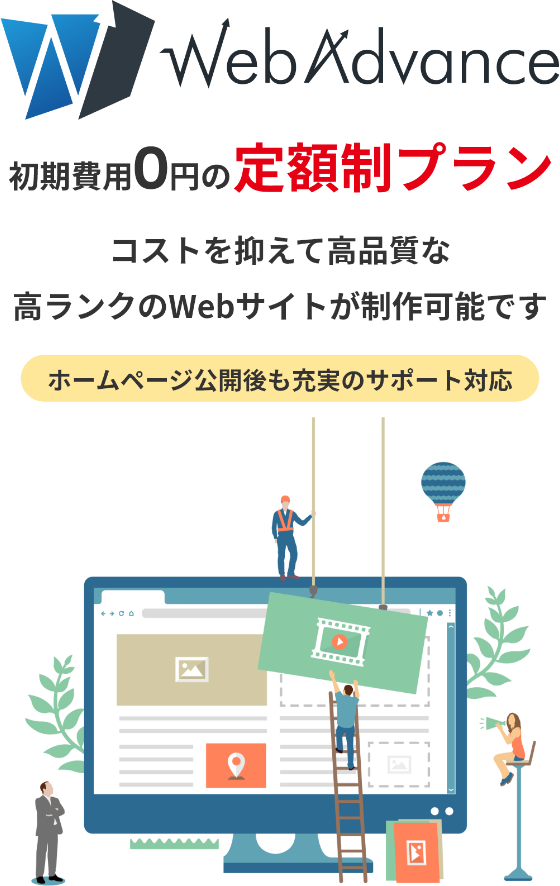 Web Advance
初期費用0円の定額制プラン
コストを抑えて高品質な
高ランクのWebサイトが制作可能です
ホームページ公開後も充実のサポート対応